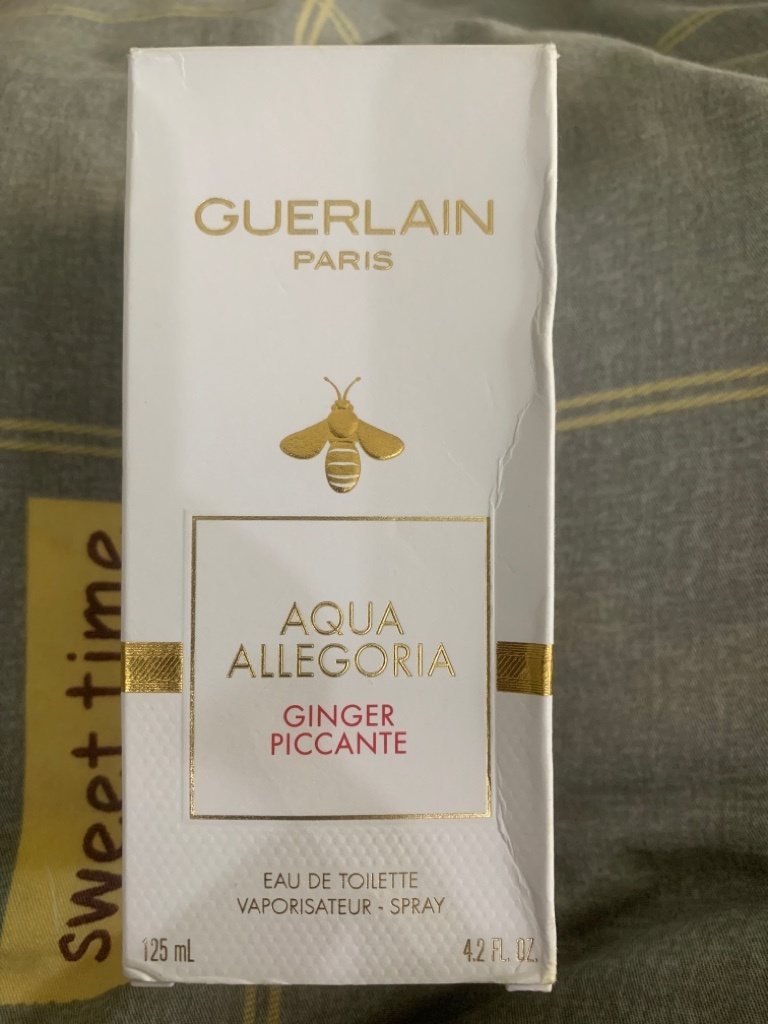 GUERLAIN
PARIS
AQUA
ALLEGORIA
GINGER
PICCANTE
EAU DE TOILETTE
VAPORISATEUR - SPRAY
125 mL 4.2 FL. OZ.
sweet time